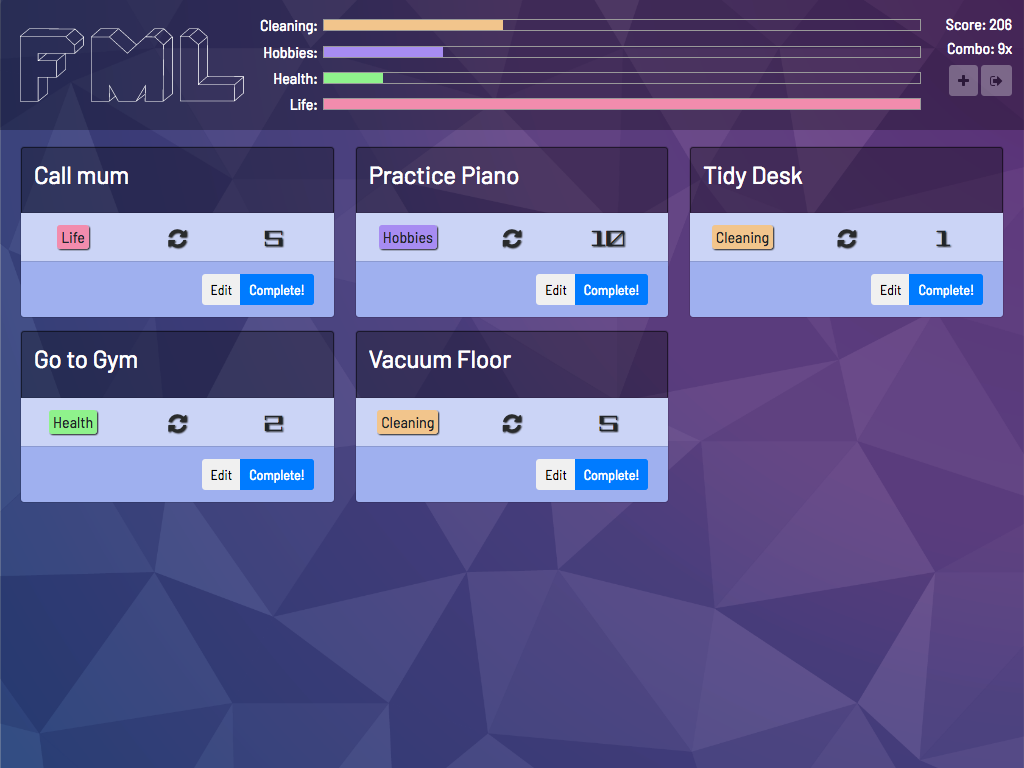 FML
Cleaning:
Hobbies:
Health:
Life:
Score: 206
Combo: 9x
Call mum
Life 5
Edit Complete!
Practice Piano
Hobbies 10
Edit Complete!
Tidy Desk
Cleaning 1
Edit Complete!
Go to Gym
Health 2
Edit Complete!
Vacuum Floor
Cleaning 5
Edit Complete!